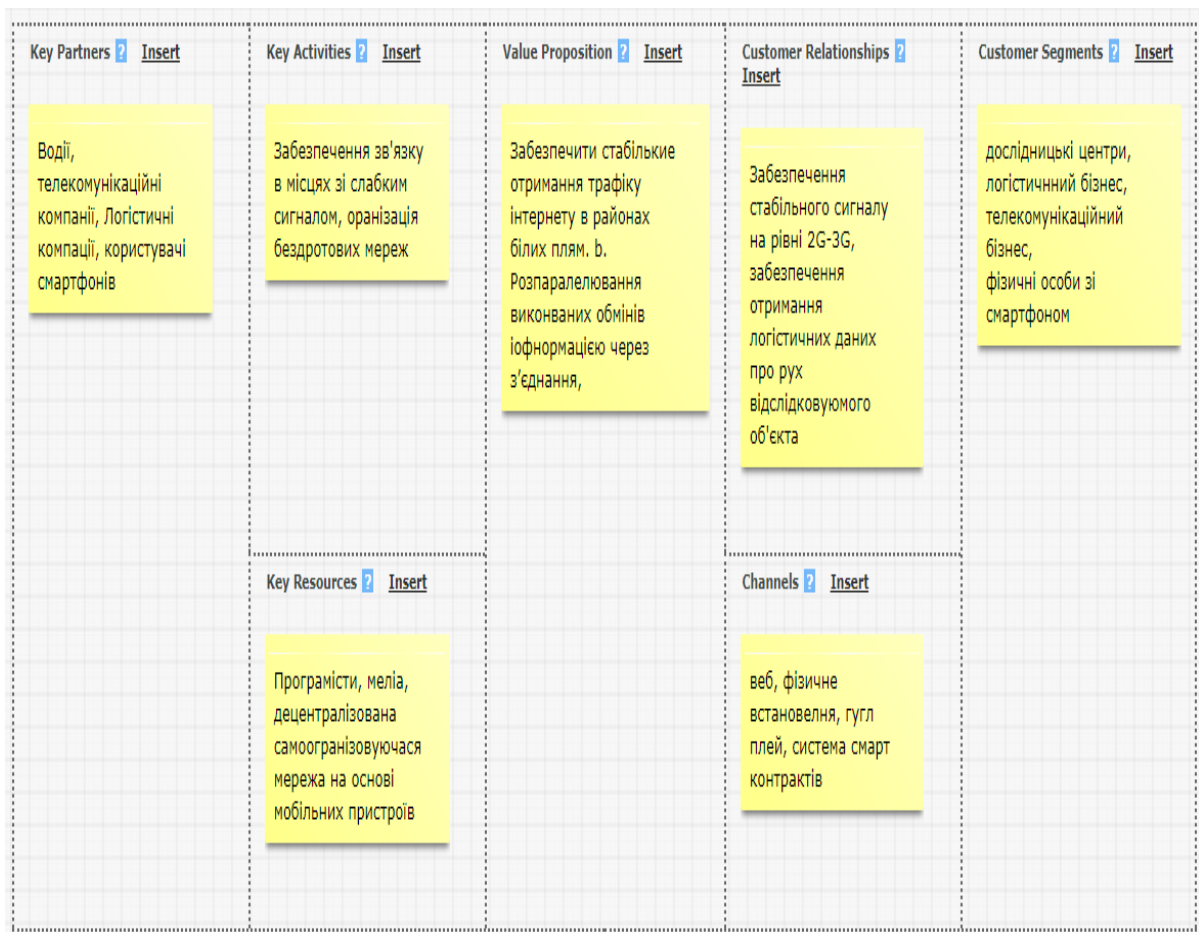 Key Partners ? Insert
Водії,
телекомунікаційні
компанії, Логістичні
компації, користувачі
смартфонів
Key Activities ? Insert
Забезпечення зв'язку
в місцях зі слабким
сигналом, оранізація
бездротових мереж
Key Resources ? Insert
Програмісти, меліа,
децентралізована
самоогранізовуючася
мережа на основі
мобільних пристроїв
Value Proposition ? Insert
Забезпечити стабількие
отримання трафіку
інтернету в районах
білих плям. b.
Розпаралелювання
виконваних обмінів
іофнормацією через
з’єднання,
Customer Relationships ?
Insert
Забезпечення
стабільного сигналу
на рівні 2G-3G,
забезпечення
отримання
логістичних даних
про рух
відслідковуюмого
об'єкта
Channels ? Insert
веб, фізичне
встановелня, гугл
плей, система смарт
контрактів
Customer Segments ? Insert
дослідницькі центри,
логістичнний бізнес,
телекомунікаційний
бізнес,
фізичні особи зі
смартфоном